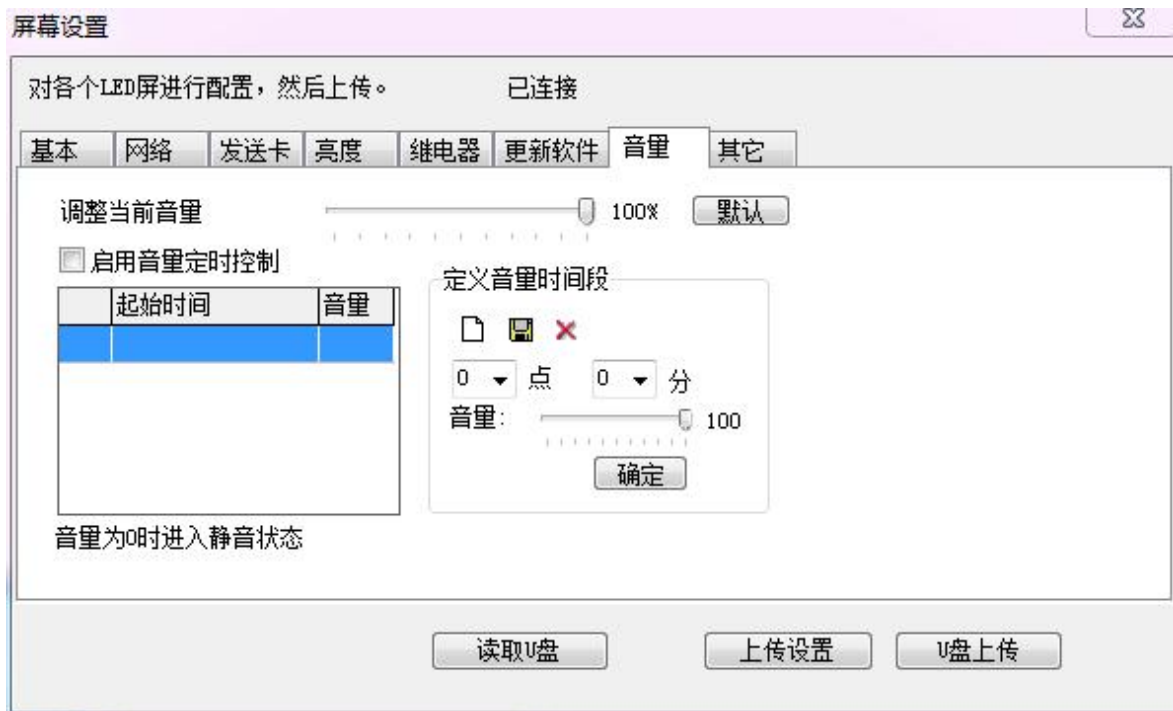 屏幕设置
对各个LED屏进行配置，然后上传。 已连接
基本 网络 发送卡 亮度 继电器 更新软件 音量 其它
调整当前音量 100% 默认
启用音量定时控制
定义音量时间段
起始时间 音量
0 点 0 分
音量: 100
确定
音量为0时进入静音状态
读取U盘 上传设置 U盘上传